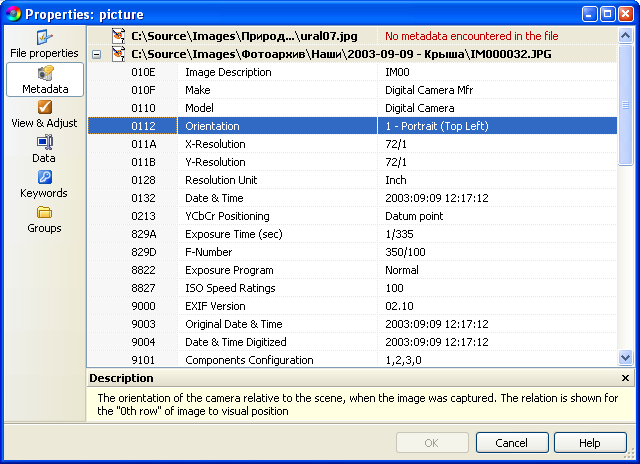 Properties: picture
File properties
Metadata
View & Adjust
Data
Keywords
Groups
C:\Source\Images\Природ...\ural07.jpg No metadata encountered in the file
C:\Source\Images\Фотоархив\Наши\2003-09-09 - Крыша\IM000032.JPG
010E Image Description IM00
010F Make Digital Camera Mfr
0110 Model Digital Camera
0112 Orientation 1 - Portrait (Top Left)
011A X-Resolution 72/1
011B Y-Resolution 72/1
0128 Resolution Unit Inch
0132 Date & Time 2003:09:09 12:17:12
0213 YCbCr Positioning Datum point
829A Exposure Time (sec) 1/335
829D F-Number 350/100
8822 Exposure Program Normal
8827 ISO Speed Ratings 100
9000 EXIF Version 02.10
9003 Original Date & Time 2003:09:09 12:17:12
9004 Date & Time Digitized 2003:09:09 12:17:12
9101 Components Configuration 1,2,3,0
Description
The orientation of the camera relative to the scene, when the image was captured. The relation is shown for
the "0th row" of image to visual position
OK Cancel Help